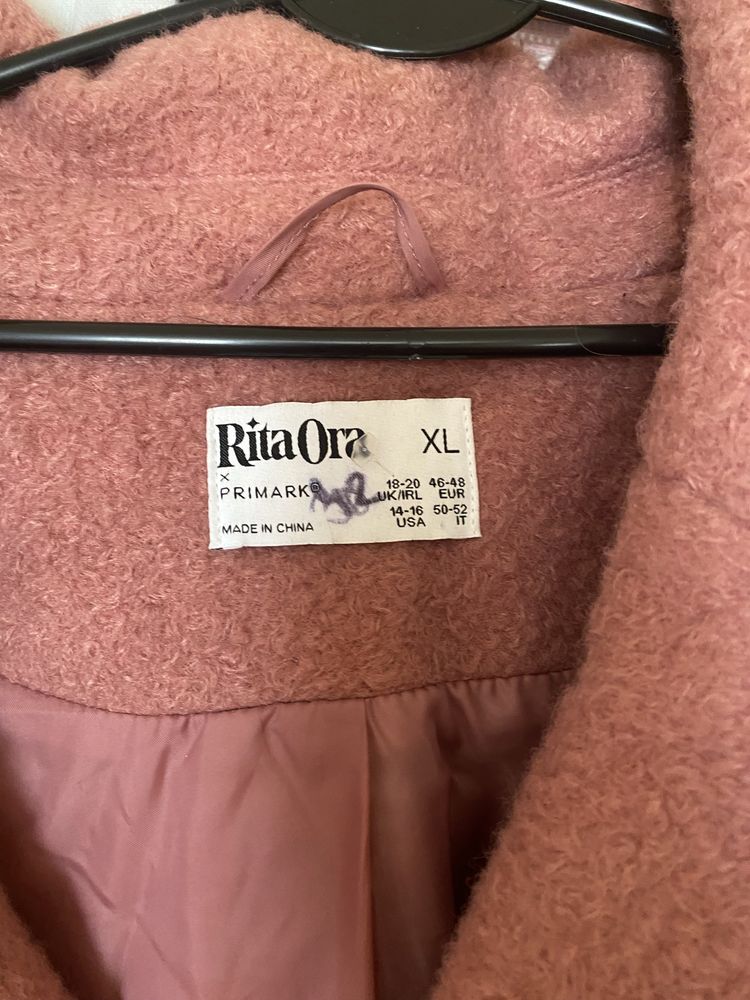 Rita Ora XL
×
PRIMARK® 18-20 46-48
UK/IRL EUR
14-16 50-52
MADE IN CHINA USA IT